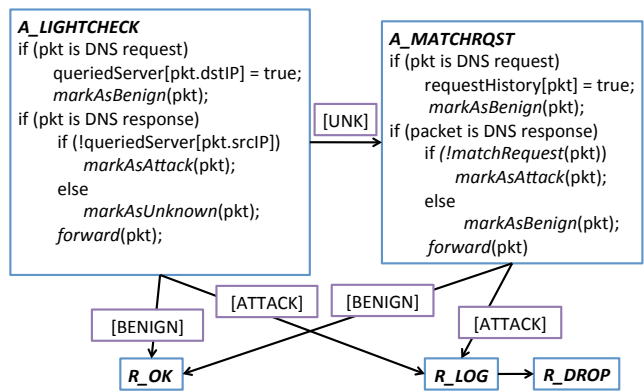 A_LIGHTCHECK
if (pkt is DNS request)
queriedServer[pkt.dstIP] = true;
markAsBenign(pkt);
if (pkt is DNS response)
if (!queriedServer[pkt.srcIP])
markAsAttack(pkt);
else
markAsUnknown(pkt);
forward(pkt);
[UNK]
A_MATCHRQST
if (pkt is DNS request)
requestHistory[pkt] = true;
markAsBenign(pkt);
if (packet is DNS response)
if (!matchRequest(pkt))
markAsAttack(pkt);
else
markAsBenign(pkt);
forward(pkt)
[BENIGN]
[ATTACK]
[BENIGN]
[ATTACK]
R_OK
R_LOG
R_DROP